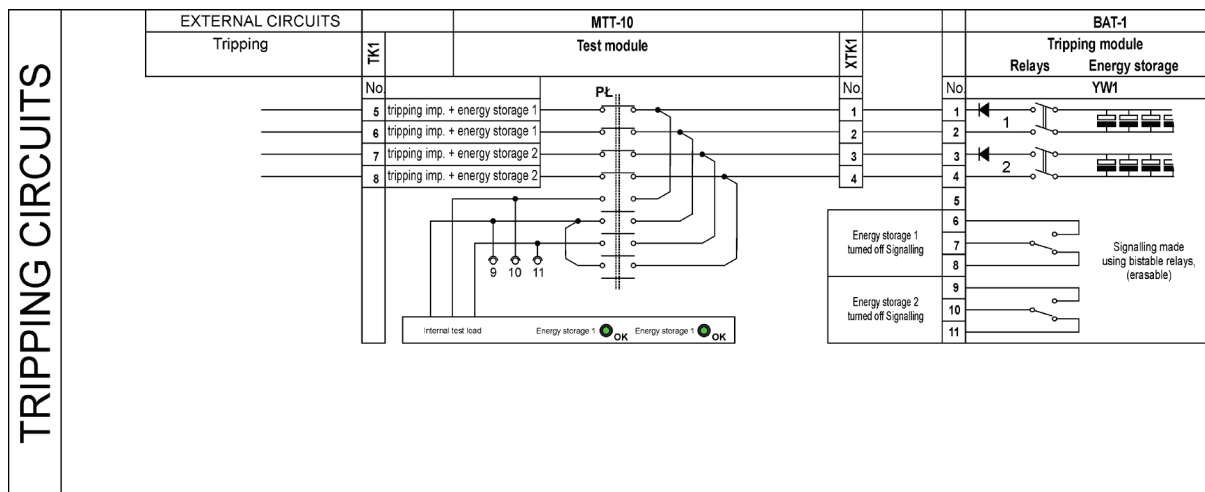 TRIPPING CIRCUITS
EXTERNAL CIRCUITS
MTT-10
BAT-1
Tripping
TK1
Test module
XTK1
Tripping module
Relays Energy storage
No.
PŁ
No.
No.
YW1
5 tripping imp. + energy storage 1
1
1
1
6 tripping imp. + energy storage 1
2
2
7 tripping imp. + energy storage 2
3
3
2
8 tripping imp. + energy storage 2
4
4
5
Energy storage 1
turned off Signalling
6
7
8
Signalling made
using bistable relays,
(erasable)
9 10 11
Energy storage 2
turned off Signalling
9
10
11
Internal test load
Energy storage 1 OK
Energy storage 1 OK